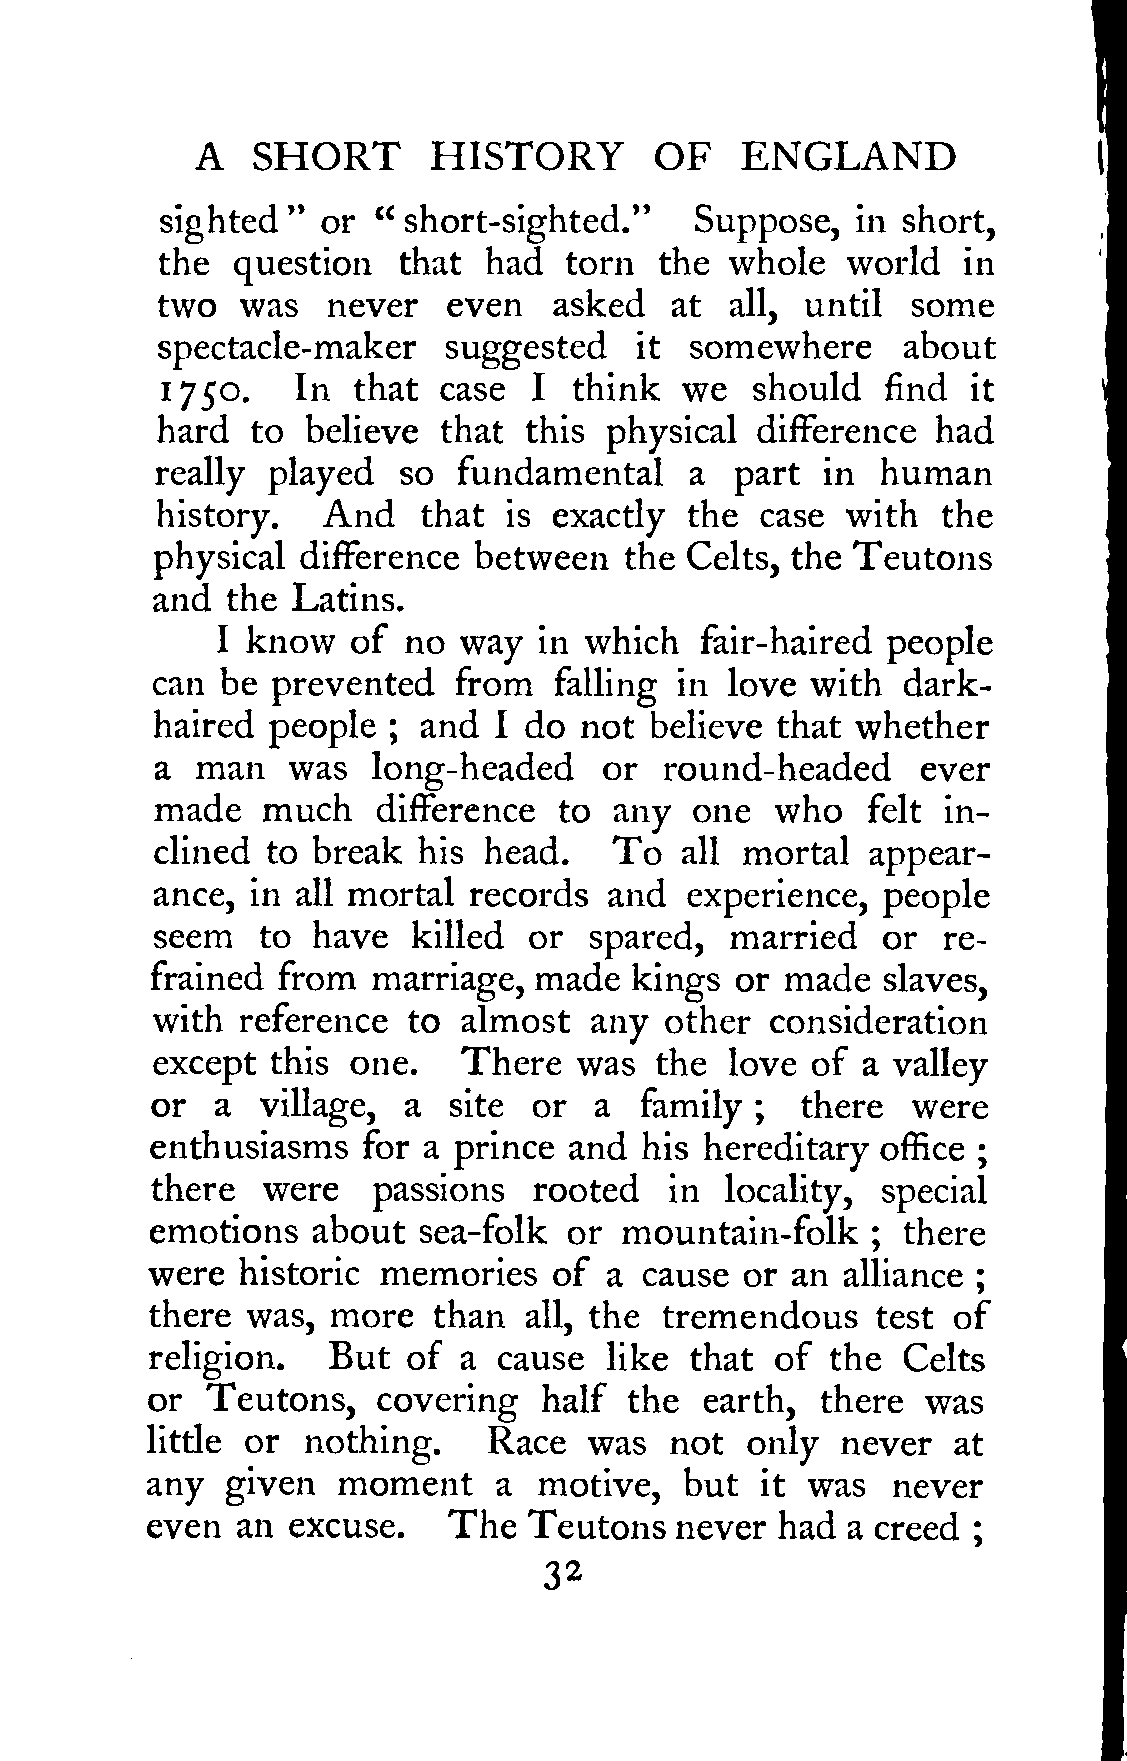 A SHORT HISTORY OF ENGLAND
sighted" or "short-sighted." Suppose, in short,
the question that had torn the whole world in
two was never even asked at all, until some
spectacle-maker suggested it somewhere about
1750. In that case I think we should find it
hard to believe that this physical difference had
really played so fundamental a part in human
history. And that is exactly the case with the
physical difference between the Celts, the Teutons
and the Latins.
I know of no way in which fair-haired people
can be prevented from falling in love with dark-
haired people ; and I do not believe that whether
a man was long-headed or round-headed ever
made much difference to any one who felt in-
clined to break his head. To all mortal appear-
ance, in all mortal records and experience, people
seem to have killed or spared, married or re-
frained from marriage, made kings or made slaves,
with reference to almost any other consideration
except this one. There was the love of a valley
or a village, a site or a family ; there were
enthusiasms for a prince and his hereditary office ;
there were passions rooted in locality, special
emotions about sea-folk or mountain-folk ; there
were historic memories of a cause or an alliance ;
there was, more than all, the tremendous test of
religion. But of a cause like that of the Celts
or Teutons, covering half the earth, there was
little or nothing. Race was not only never at
any given moment a motive, but it was never
even an excuse. The Teutons never had a creed ;
32